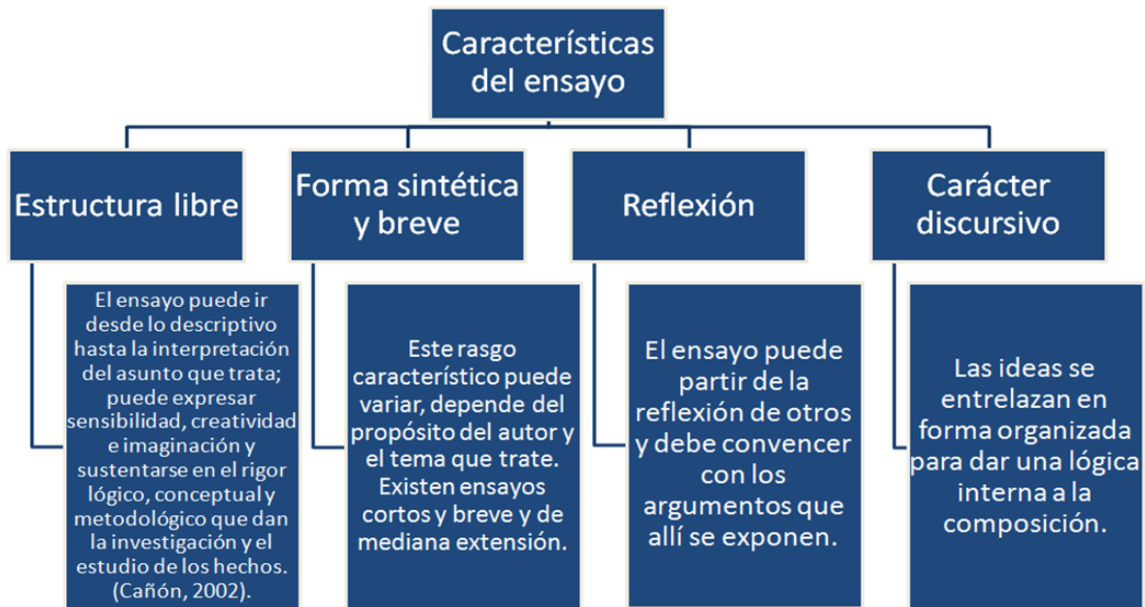 Características
del ensayo
Estructura libre
El ensayo puede ir
desde lo descriptivo
hasta la interpretación
del asunto que trata;
puede expresar
sensibilidad, creatividad
e imaginación y
sustentarse en el rigor
lógico, conceptual y
metodológico que dan
la investigación y el
estudio de los hechos.
(Cañón, 2002).
Forma sintética
y breve
Este rasgo
característico puede
variar, depende del
propósito del autor y
el tema que trate.
Existen ensayos
cortos y breve y de
mediana extensión.
Reflexión
El ensayo puede
partir de la
reflexión de otros
y debe convencer
con los
argumentos que
allí se exponen.
Carácter
discursivo
Las ideas se
entrelazan en
forma organizada
para dar una lógica
interna a la
composición.